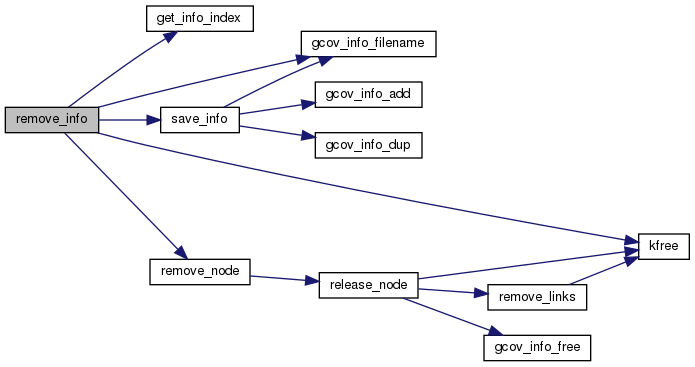 get_info_index
gcov_info_filename
gcov_info_add
remove_info
save_info
gcov_info_dup
kfree
remove_node
release_node
remove_links
gcov_info_free